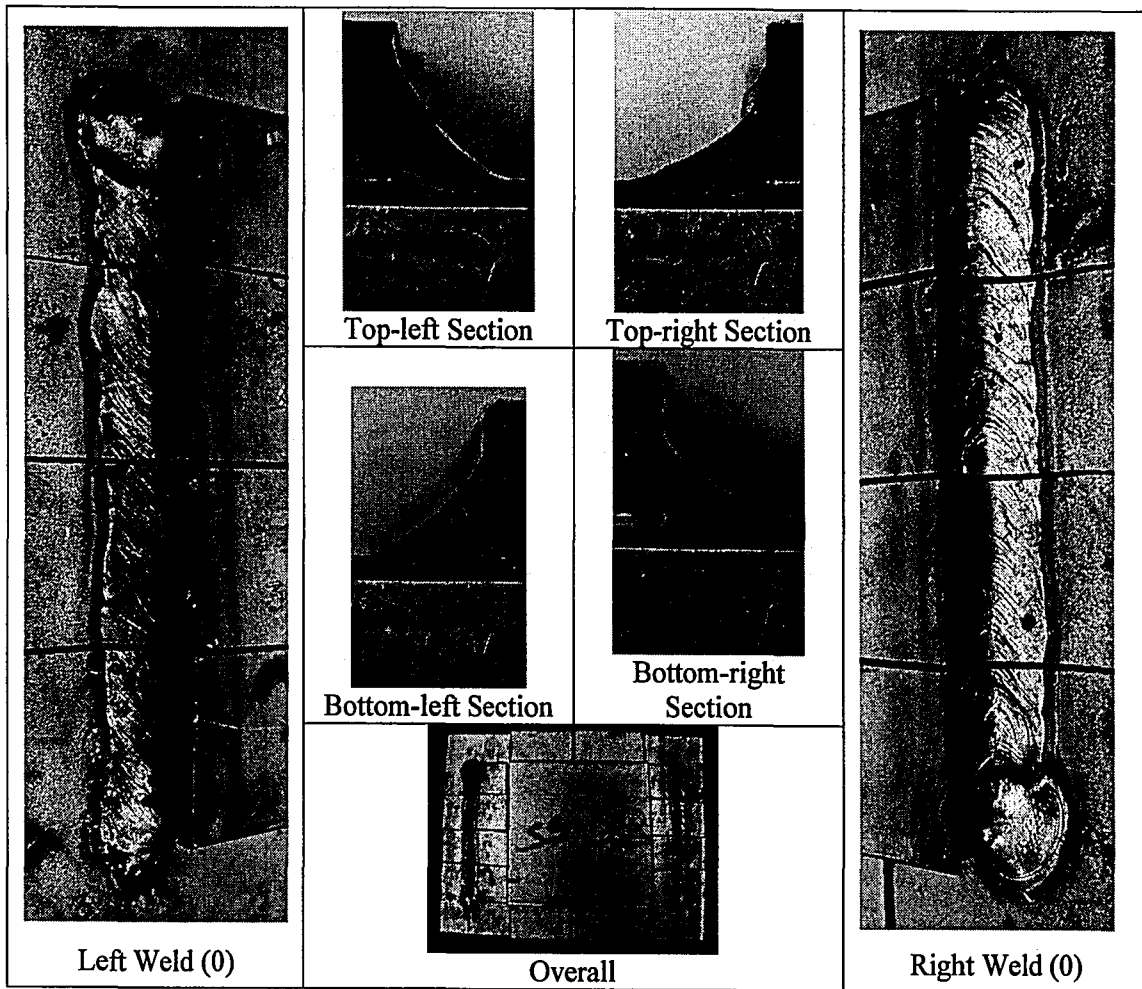 Top-left Section
Top-right Section
Bottom-left Section
Bottom-right
Section
Left Weld (0)
Overall
Right Weld (0)